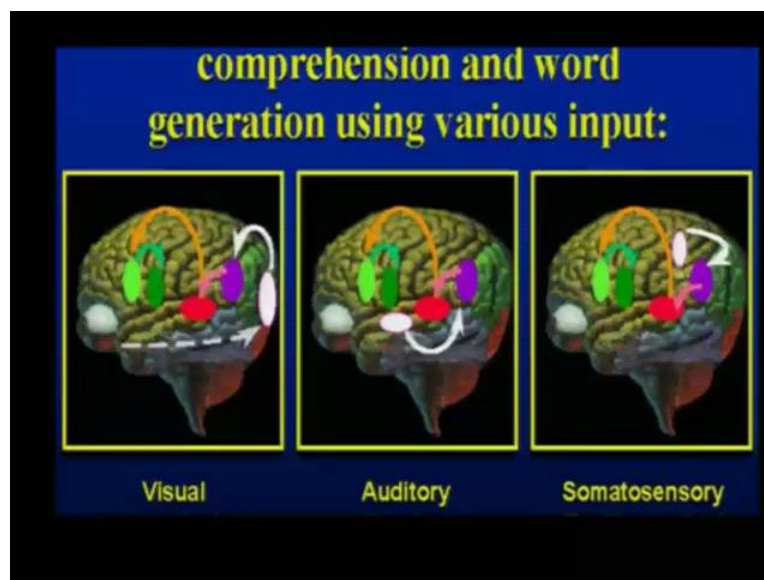 comprehension and word
generation using various input:
Visual
Auditory
Somatosensory